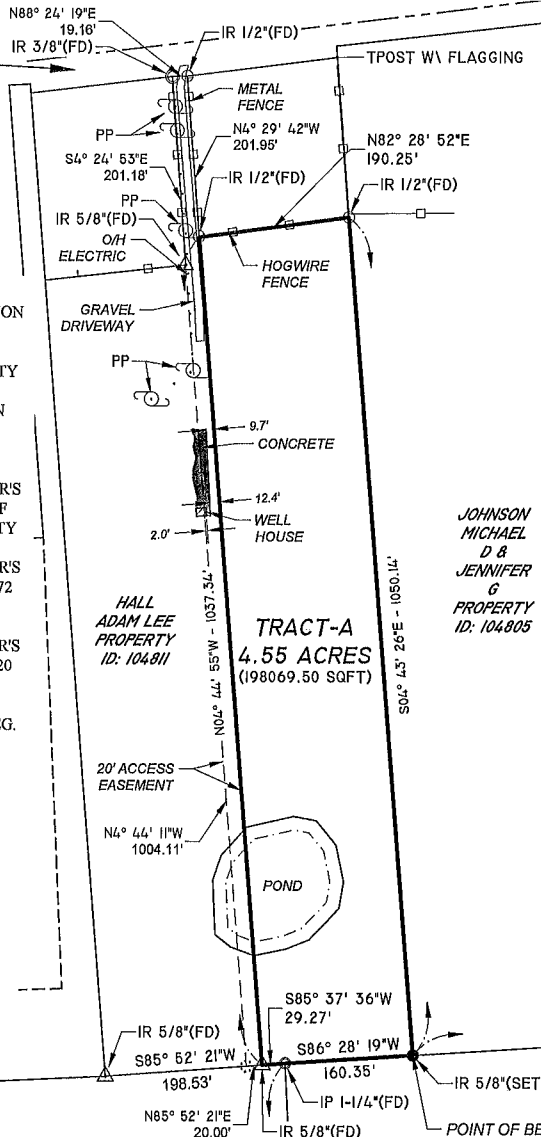 N88° 24' 19"E
19.16'
IR 3/8"(FD)
IR 1/2"(FD)
TPOST W\ FLAGGING
METAL
FENCE
PP
N4° 29' 42"W
201.95'
N82° 28' 52"E
190.25'
S4° 24' 53"E
201.18'
IR 1/2"(FD)
IR 1/2"(FD)
PP
IR 5/8"(FD)
O/H
ELECTRIC
HOGWIRE
FENCE
GRAVEL
DRIVEWAY
ON
PP
TY
N
9.7'
CONCRETE
R'S
F
TY
12.4'
WELL
HOUSE
2.0'
R'S
72
JOHNSON
MICHAEL
D &
JENNIFER
G
PROPERTY
ID: 104805
HALL
ADAM LEE
PROPERTY
ID: 104811
N04° 44' 55"W - 1037.34'
TRACT-A
4.55 ACRES
(198069.50 SQFT)
S04° 43' 26"E - 1050.14'
R'S
20
G.
20' ACCESS
EASEMENT
N4° 44' 11"W
1004.11'
POND
S85° 37' 36"W
29.27'
IR 5/8"(FD)
S85° 52' 21"W
198.53'
S86° 28' 19"W
160.35'
IR 5/8"(SET
IP 1-1/4"(FD)
N85° 52' 21"E
20.00'
IR 5/8"(FD)
POINT OF BE